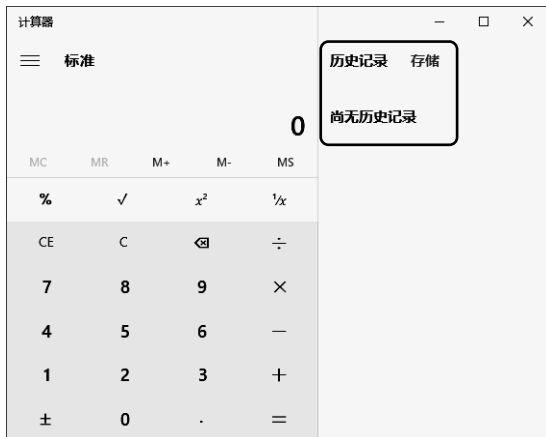 计算器
标准
历史记录 存储
0
尚无历史记录
MC MR M+ M- MS
% √ x² ¹/x
CE C ⌫ ÷
7 8 9 ×
4 5 6 −
1 2 3 +
± 0 . =